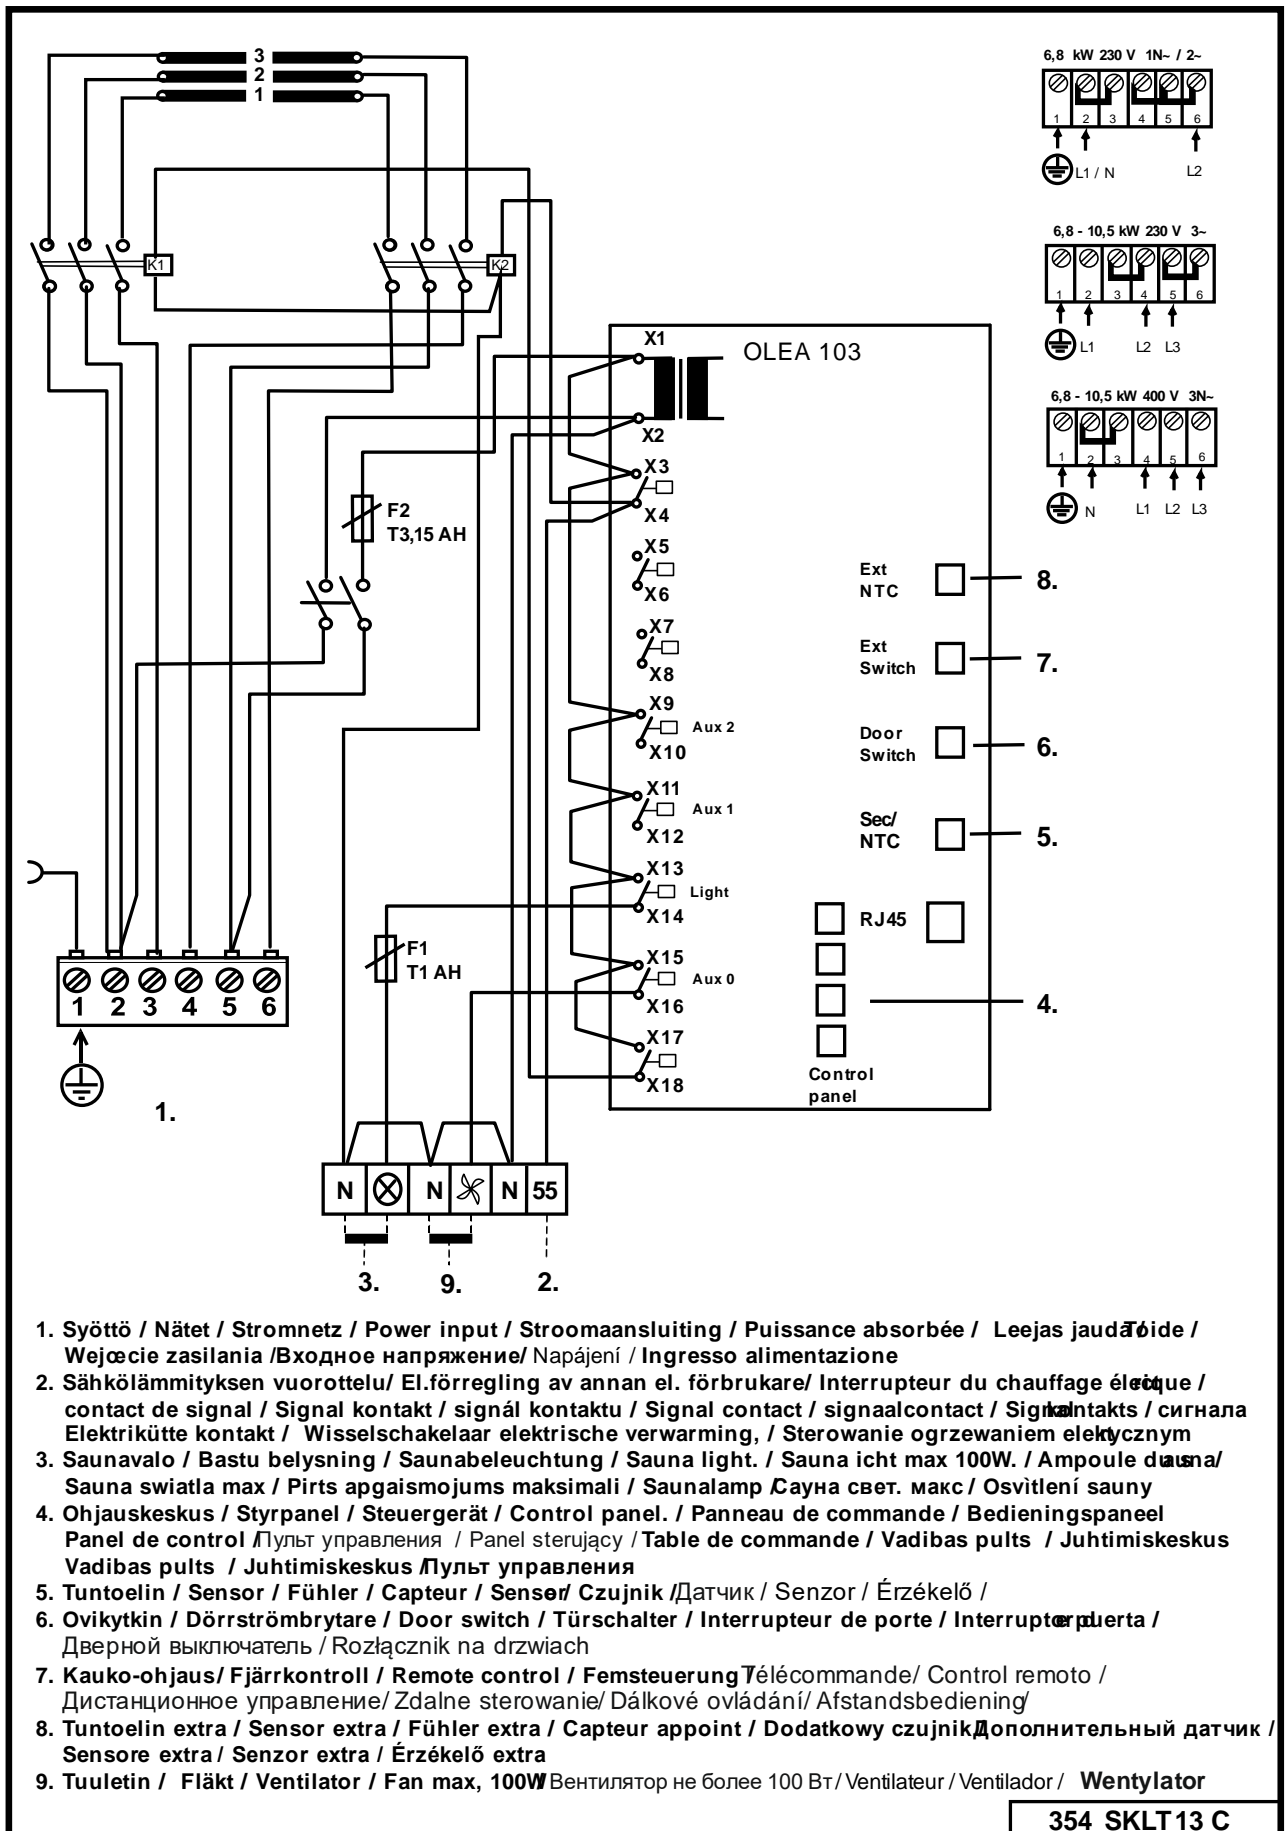 3
2
1
6,8 kW 230 V 1N~ / 2~
1 2 3 4 5 6
L1 / N L2
K1
K2
6,8 - 10,5 kW 230 V 3~
1 2 3 4 5 6
L1 L2 L3
6,8 - 10,5 kW 400 V 3N~
1 2 3 4 5 6
N L1 L2 L3
OLEA 103
X1
X2
X3
X4
X5
X6
X7
X8
X9
Aux 2
X10
X11
Aux 1
X12
X13
Light
X14
X15
Aux 0
X16
X17
X18
F2
T3,15 AH
F1
T1 AH
Ext
NTC
8.
Ext
Switch
7.
Door
Switch
6.
Sec/
NTC
5.
RJ45
4.
Control
panel
1 2 3 4 5 6
1.
N N N 55
3. 9. 2.
1. Syöttö / Nätet / Stromnetz / Power input / Stroomaansluiting / Puissance absorbée / Leejas jauda / Toide /
Wejœcie zasilania /Входное напряжение/ Napájení / Ingresso alimentazione
2. Sähkölämmityksen vuorottelu/ El.förregling av annan el. förbrukare/ Interrupteur du chauffage électrique /
contact de signal / Signal kontakt / signál kontaktu / Signal contact / signaalcontact / Signalkontakts / сигнала
Elektrikütte kontakt / Wisselschakelaar elektrische verwarming, / Sterowanie ogrzewaniem elektrycznym
3. Saunavalo / Bastu belysning / Saunabeleuchtung / Sauna light. / Sauna icht max 100W. / Ampoule du sauna/
Sauna swiatla max / Pirts apgaismojums maksimali / Saunalamp /Сауна свет. макс / Osvìtlení sauny
4. Ohjauskeskus / Styrpanel / Steuergerät / Control panel. / Panneau de commande / Bedieningspaneel
Panel de control /Пульт управления / Panel sterujący / Table de commande / Vadibas pults / Juhtimiskeskus
Vadibas pults / Juhtimiskeskus /Пульт управления
5. Tuntoelin / Sensor / Fühler / Capteur / Sensor/ Czujnik /Датчик / Senzor / Érzékelő /
6. Ovikytkin / Dörrströmbrytare / Door switch / Türschalter / Interrupteur de porte / Interruptor puerta /
Дверной выключатель / Rozłącznik na drzwiach
7. Kauko-ohjaus/ Fjärrkontroll / Remote control / Femsteuerung /Télécommande/ Control remoto /
Дистанционное управление/ Zdalne sterowanie/ Dálkové ovládání/ Afstandsbediening/
8. Tuntoelin extra / Sensor extra / Fühler extra / Capteur appoint / Dodatkowy czujnik /Дополнительный датчик /
Sensore extra / Senzor extra / Érzékelő extra
9. Tuuletin / Fläkt / Ventilator / Fan max, 100W /Вентилятор не более 100 Вт / Ventilateur / Ventilador / Wentylator
354 SKLT 13 C